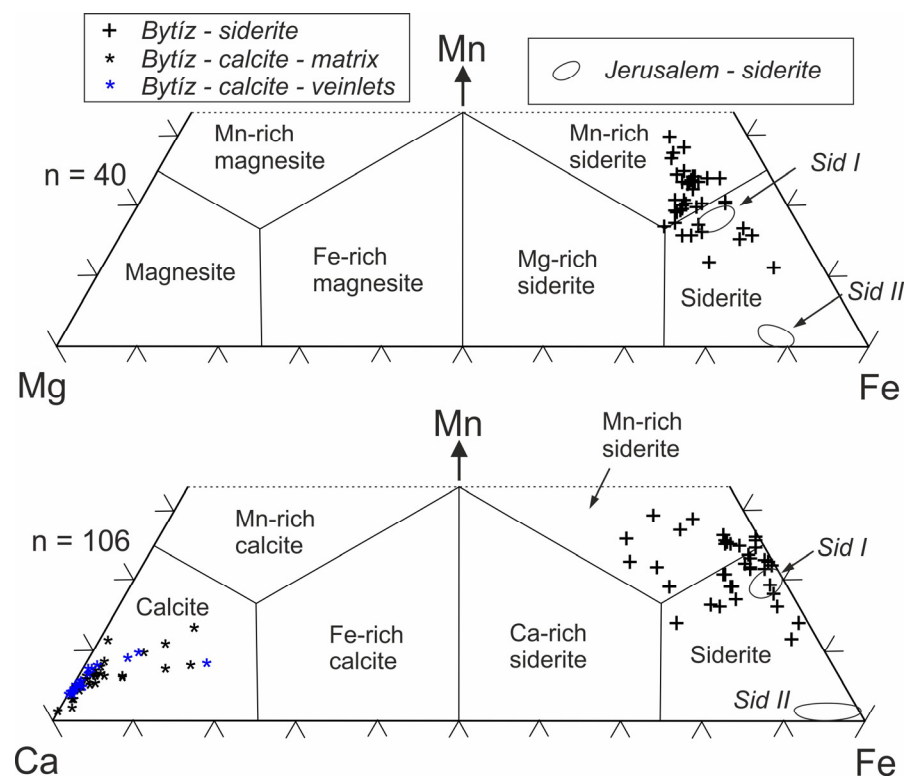 + Bytíz - siderite
* Bytíz - calcite - matrix
* Bytíz - calcite - veinlets
Mn
Jerusalem - siderite
n = 40
Mn-rich
magnesite
Mn-rich
siderite
Sid I
Magnesite
Fe-rich
magnesite
Mg-rich
siderite
Siderite
Sid II
Mg
Fe
Mn
Mn-rich
siderite
n = 106
Mn-rich
calcite
Sid I
Calcite
Fe-rich
calcite
Ca-rich
siderite
Siderite
Sid II
Ca
Fe